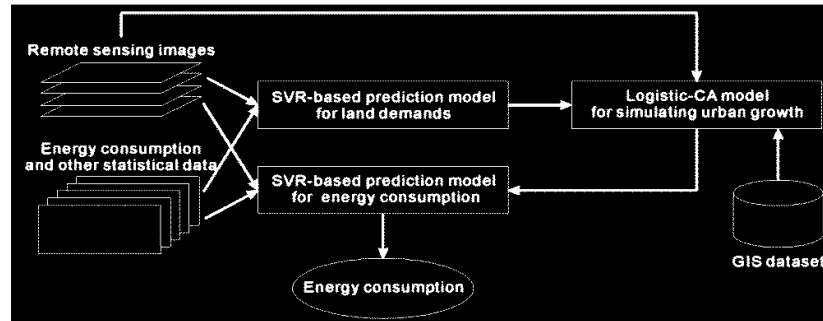 Remote sensing images
SVR-based prediction model
for land demands
Logistic-CA model
for simulating urban growth
Energy consumption
and other statistical data
SVR-based prediction model
for energy consumption
GIS dataset
Energy consumption